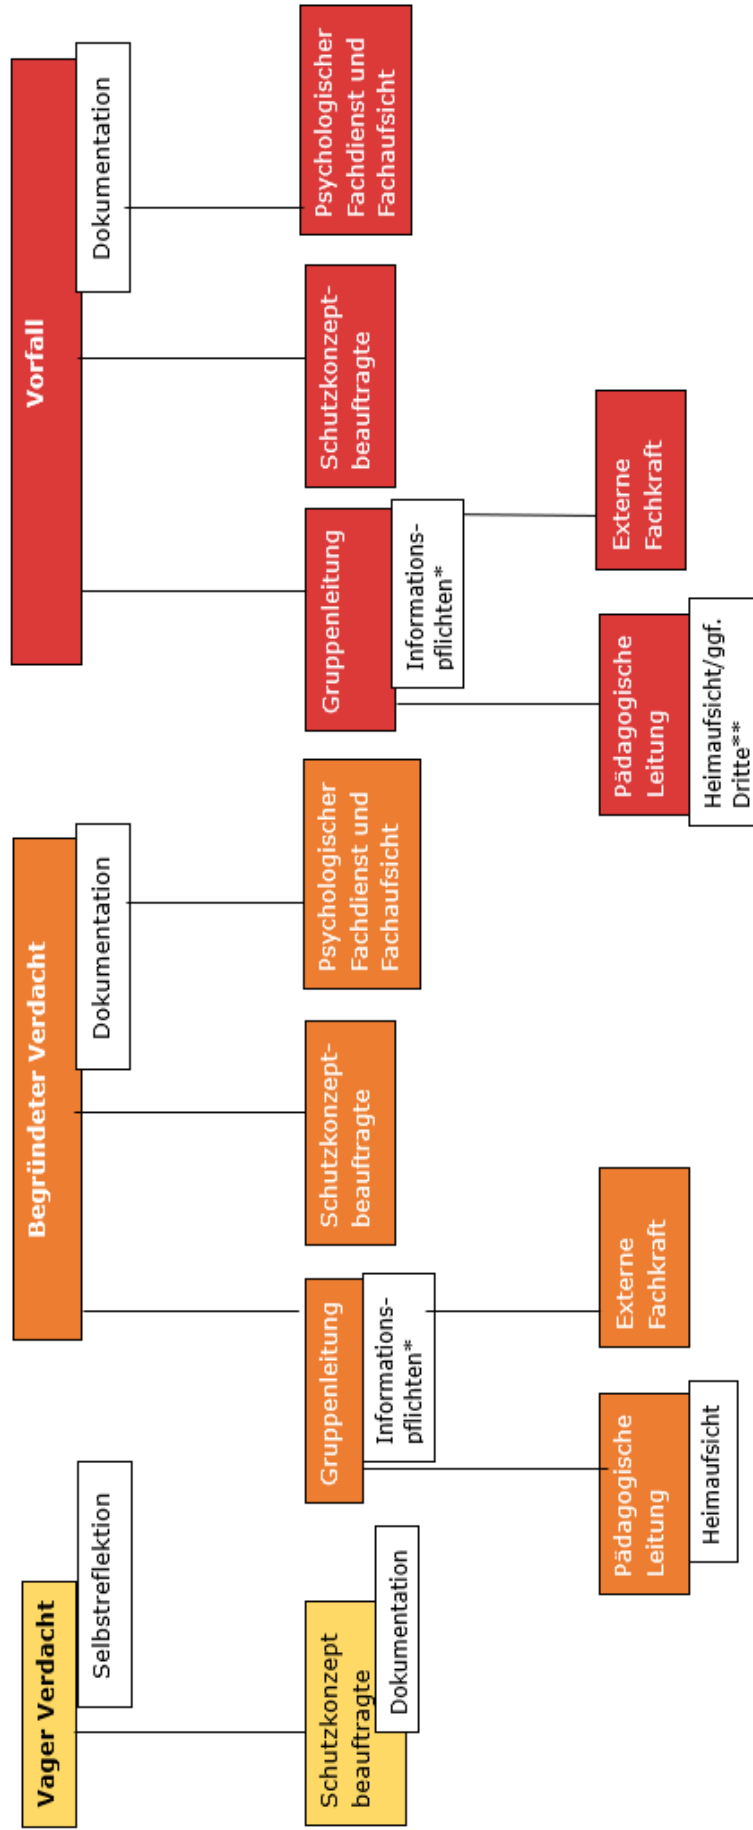 Vager Verdacht
Selbstreflektion
Schutzkonzept
beauftragte
Dokumentation
Begründeter Verdacht
Dokumentation
Gruppenleitung
Informations-
pflichten*
Schutzkonzept-
beauftragte
Psychologischer
Fachdienst und
Fachaufsicht
Pädagogische
Leitung
Heimaufsicht
Externe
Fachkraft
Vorfall
Dokumentation
Gruppenleitung
Informations-
pflichten*
Schutzkonzept-
beauftragte
Psychologischer
Fachdienst und
Fachaufsicht
Pädagogische
Leitung
Heimaufsicht/ggf.
Dritte**
Externe
Fachkraft